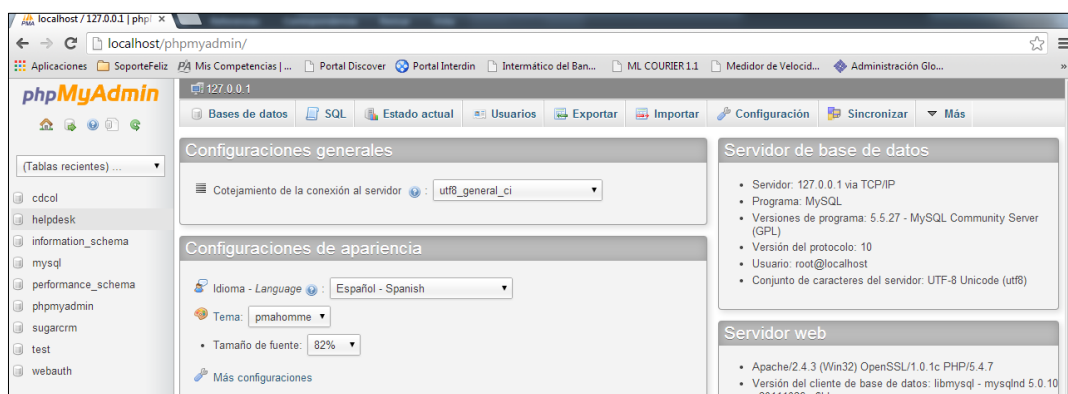 localhost / 127.0.0.1 | phpl
localhost/phpmyadmin/
Aplicaciones SoporteFeliz Mis Competencias | ... Portal Discover Portal Interdin Intermático del Ban... ML COURIER 1.1 Medidor de Velocid... Administración Glo... »
phpMyAdmin
(Tablas recientes) ...
cdcol
helpdesk
information_schema
mysql
performance_schema
phpmyadmin
sugarcrm
test
webauth
127.0.0.1
Bases de datos SQL Estado actual Usuarios Exportar Importar Configuración Sincronizar Más
Configuraciones generales
Cotejamiento de la conexión al servidor : utf8_general_ci
Configuraciones de apariencia
Idioma - Language : Español - Spanish
Tema: pmahomme
• Tamaño de fuente: 82%
Más configuraciones
Servidor de base de datos
• Servidor: 127.0.0.1 via TCP/IP
• Programa: MySQL
• Versiones de programa: 5.5.27 - MySQL Community Server
(GPL)
• Versión del protocolo: 10
• Usuario: root@localhost
• Conjunto de caracteres del servidor: UTF-8 Unicode (utf8)
Servidor web
• Apache/2.4.3 (Win32) OpenSSL/1.0.1c PHP/5.4.7
• Versión del cliente de base de datos: libmysql - mysqlnd 5.0.10